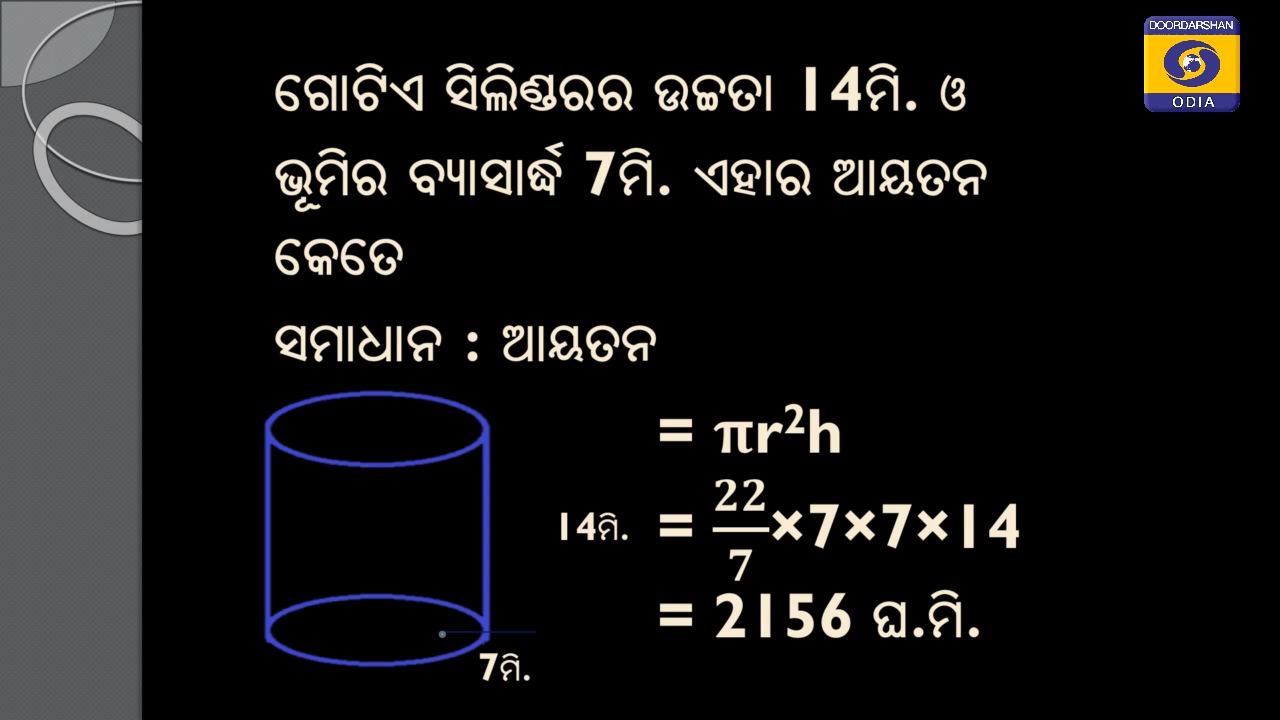 DOORDARSHAN
ODIA
ଗୋଟିଏ ସିଲିଣ୍ଡରର ଉଚ୍ଚତା 14ମି. ଓ
ଭୂମିର ବ୍ୟାସାର୍ଦ୍ଧ 7ମି. ଏହାର ଆୟତନ
କେତେ
ସମାଧାନ : ଆୟତନ
= πr²h
14ମି. = 22/7×7×7×14
= 2156 ଘ.ମି.
7ମି.